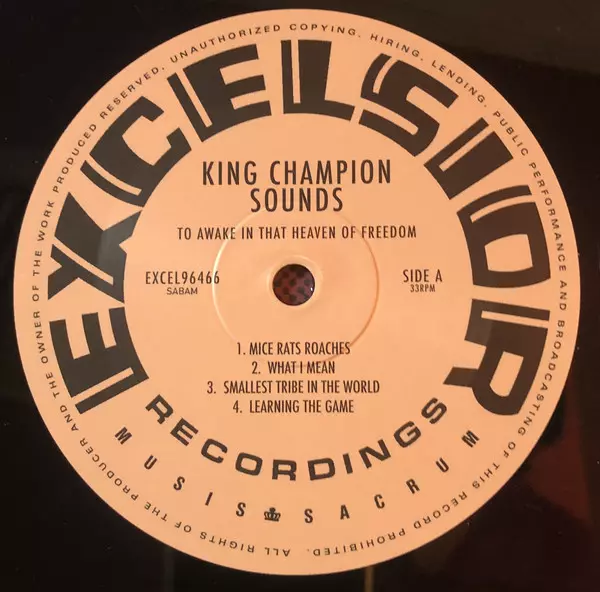 ALL RIGHTS OF THE PRODUCER AND THE OWNER OF THE WORK PRODUCED RESERVED. UNAUTHORIZED COPYING, HIRING, LENDING, PUBLIC PERFORMANCE AND BROADCASTING OF THIS RECORD PROHIBITED.
EXCELSIOR
KING CHAMPION
SOUNDS
TO AWAKE IN THAT HEAVEN OF FREEDOM
EXCEL96466
SABAM
SIDE A
33RPM
1. MICE RATS ROACHES
2. WHAT I MEAN
3. SMALLEST TRIBE IN THE WORLD
4. LEARNING THE GAME
RECORDINGS
MUSIS SACRUM